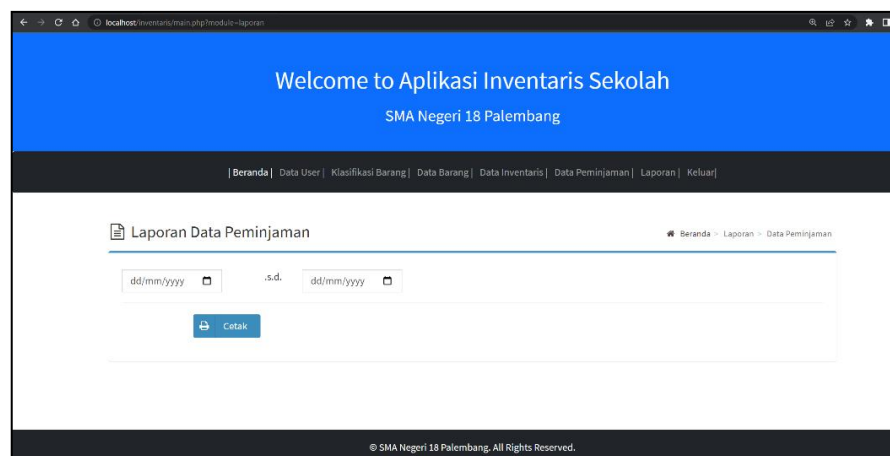 localhost/inventaris/main.php?module=laporan
Welcome to Aplikasi Inventaris Sekolah
SMA Negeri 18 Palembang
|Beranda| Data User| Klasifikasi Barang| Data Barang| Data Inventaris| Data Peminjaman| Laporan| Keluar|
Laporan Data Peminjaman
Beranda > Laporan > Data Peminjaman
dd/mm/yyyy .s.d. dd/mm/yyyy
Cetak
© SMA Negeri 18 Palembang. All Rights Reserved.